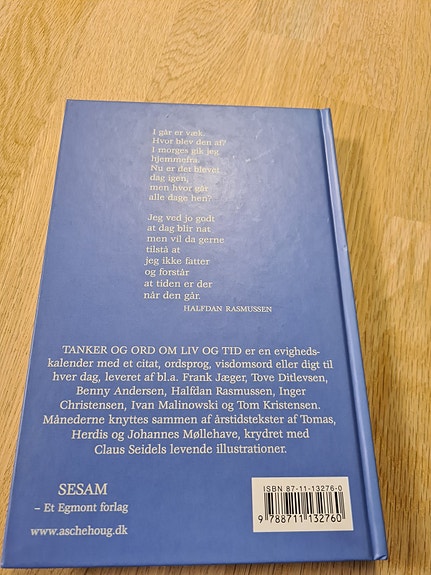 I går er væk.
Hvor blev den af?
I morges gik jeg
hjemmefra.
Nu er det blevet
dag igen,
men hvor går
alle dage hen?
Jeg ved jo godt
at dag blir nat
men vil da gerne
tilstå at
jeg ikke fatter
og forstår
at tiden er der
når den går.
HALFDAN RASMUSSEN
TANKER OG ORD OM LIV OG TID er en evigheds-
kalender med et citat, ordsprog, visdomsord eller digt til
hver dag, leveret af bl.a. Frank Jæger, Tove Ditlevsen,
Benny Andersen, Halfdan Rasmussen, Inger
Christensen, Ivan Malinowski og Tom Kristensen.
Månederne knyttes sammen af årstidstekster af Tomas,
Herdis og Johannes Møllehave, krydret med
Claus Seidels levende illustrationer.
SESAM
– Et Egmont forlag
www.aschehoug.dk
ISBN 87-11-13276-0
9 788711 132760